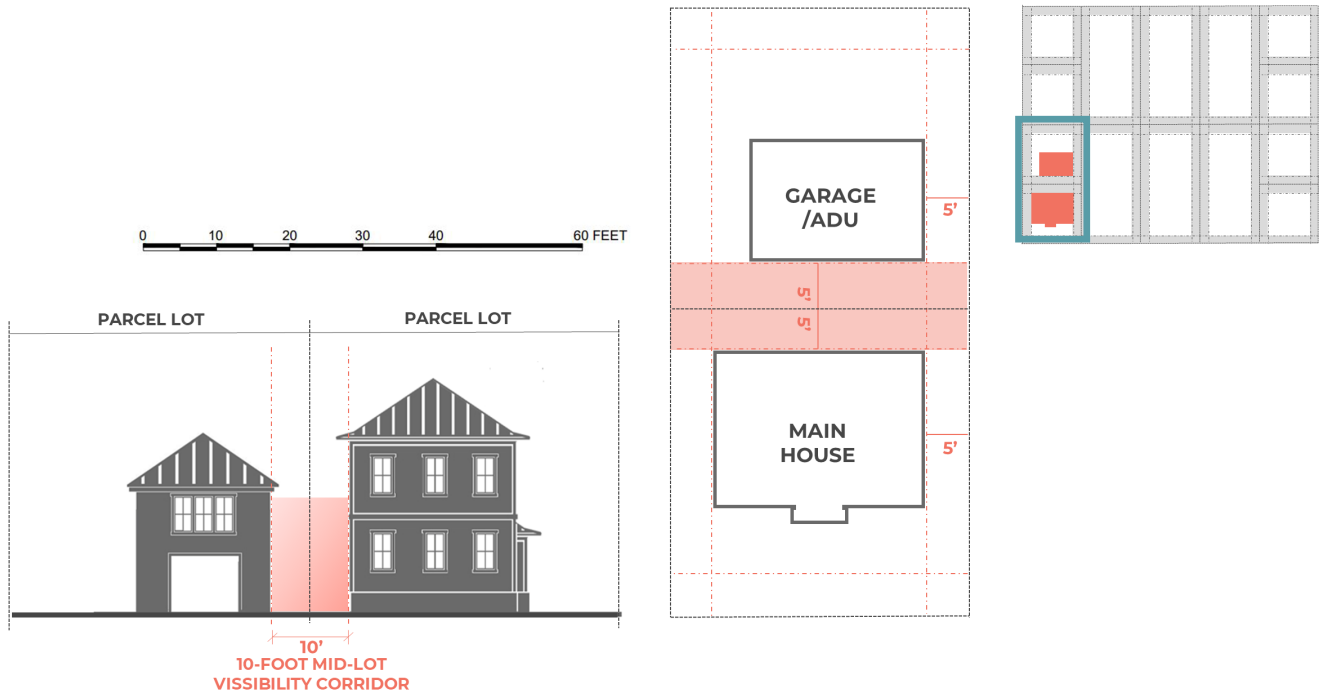 0 10 20 30 40 60 FEET
PARCEL LOT PARCEL LOT
10’
10-FOOT MID-LOT
VISSIBILITY CORRIDOR
GARAGE
/ADU
5’
5’
5’
MAIN
HOUSE
5’